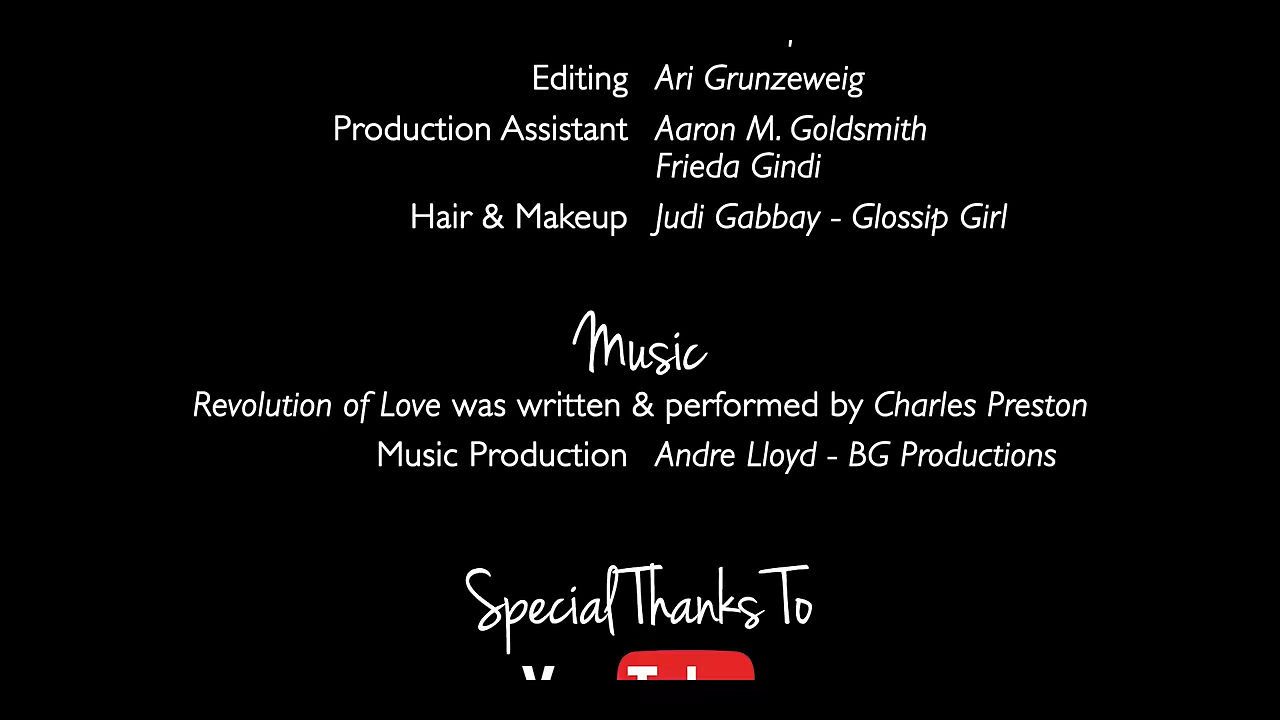 Editing Ari Grunzeweig
Production Assistant Aaron M. Goldsmith
Frieda Gindi
Hair & Makeup Judi Gabbay - Glossip Girl
Music
Revolution of Love was written & performed by Charles Preston
Music Production Andre Lloyd - BG Productions
Special Thanks To